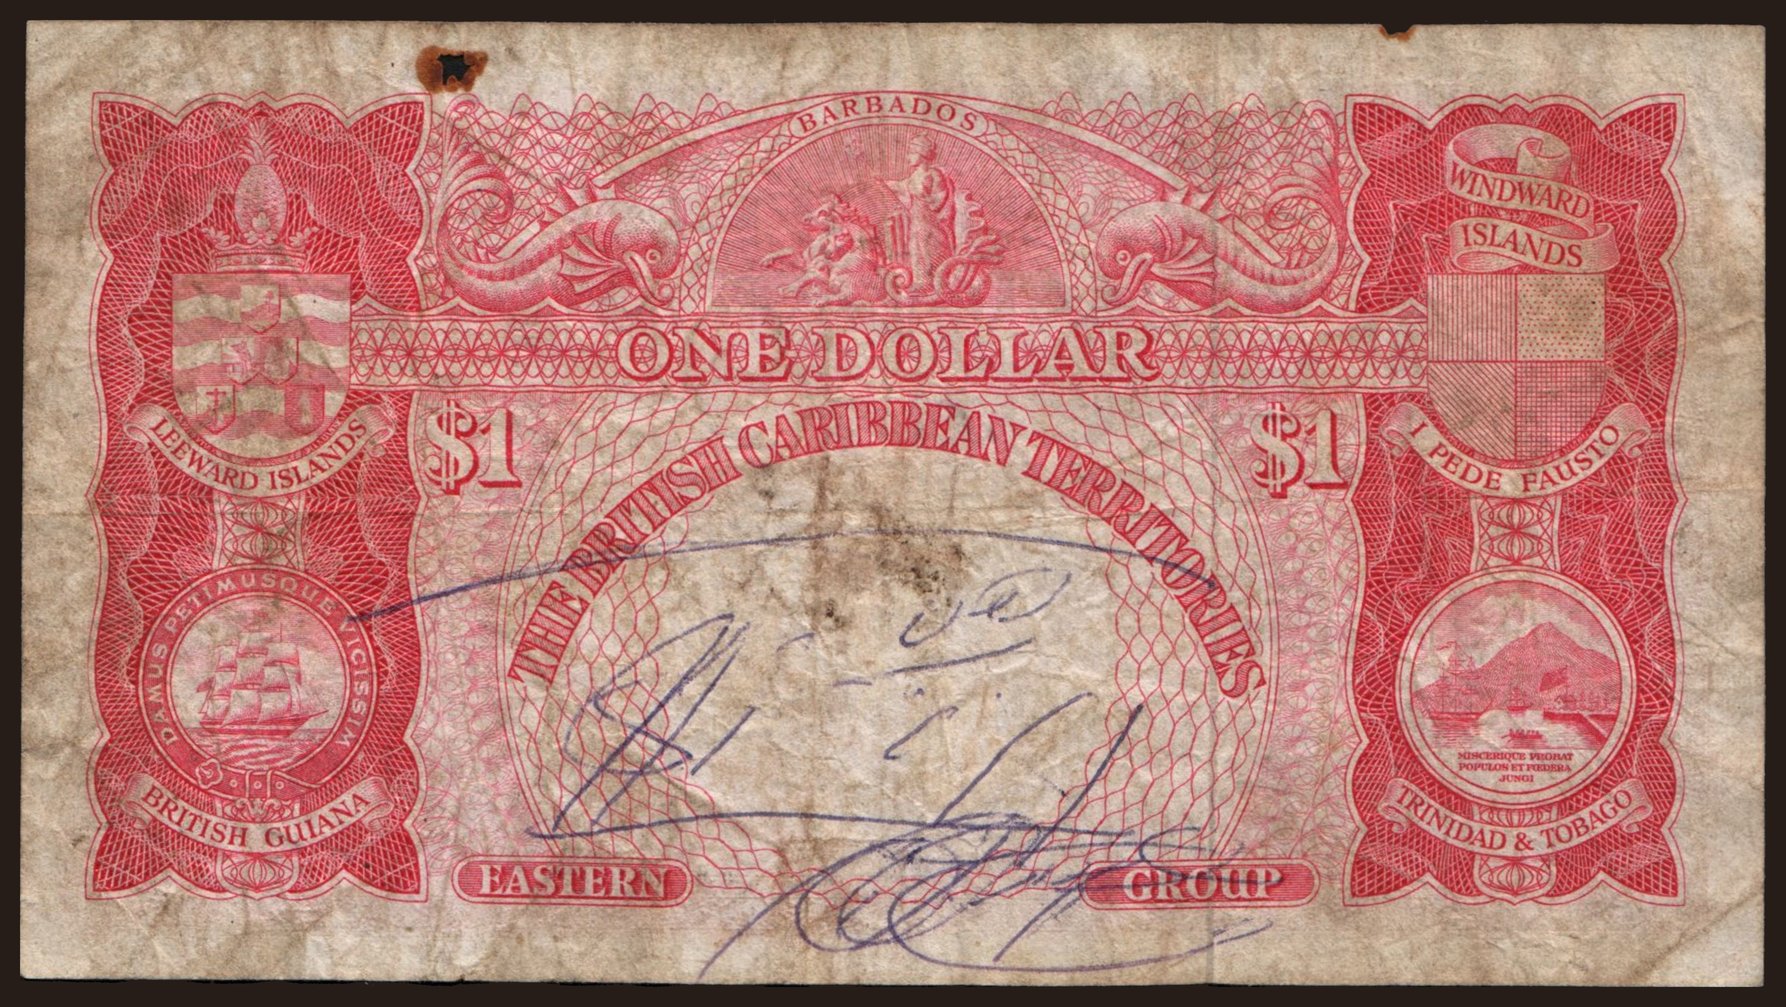 BARBADOS
WINDWARD
ISLANDS
ONE DOLLAR
$1
$1
THE BRITISH CARIBBEAN TERRITORIES
LEEWARD ISLANDS
I PEDE FAUSTO
DAMUS PETIMUSQUE VICISSIM
MISCERIQUE PROBAT
POPULOS ET FŒDERA
JUNGI
BRITISH GUIANA
TRINIDAD & TOBAGO
EASTERN
GROUP